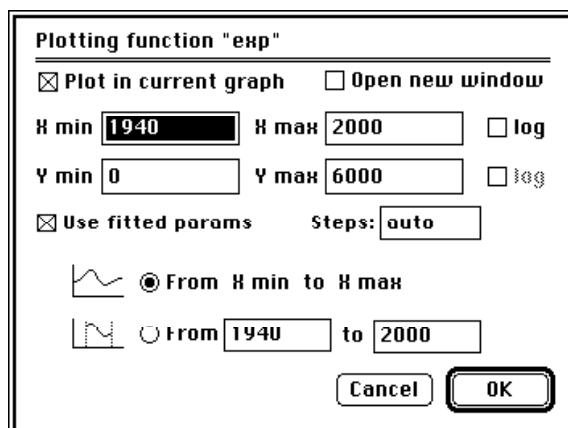 Plotting function "exp"
Plot in current graph Open new window
X min 1940 X max 2000 log
Y min 0 Y max 6000 log
Use fitted params Steps: auto
From X min to X max
From 1940 to 2000
Cancel OK